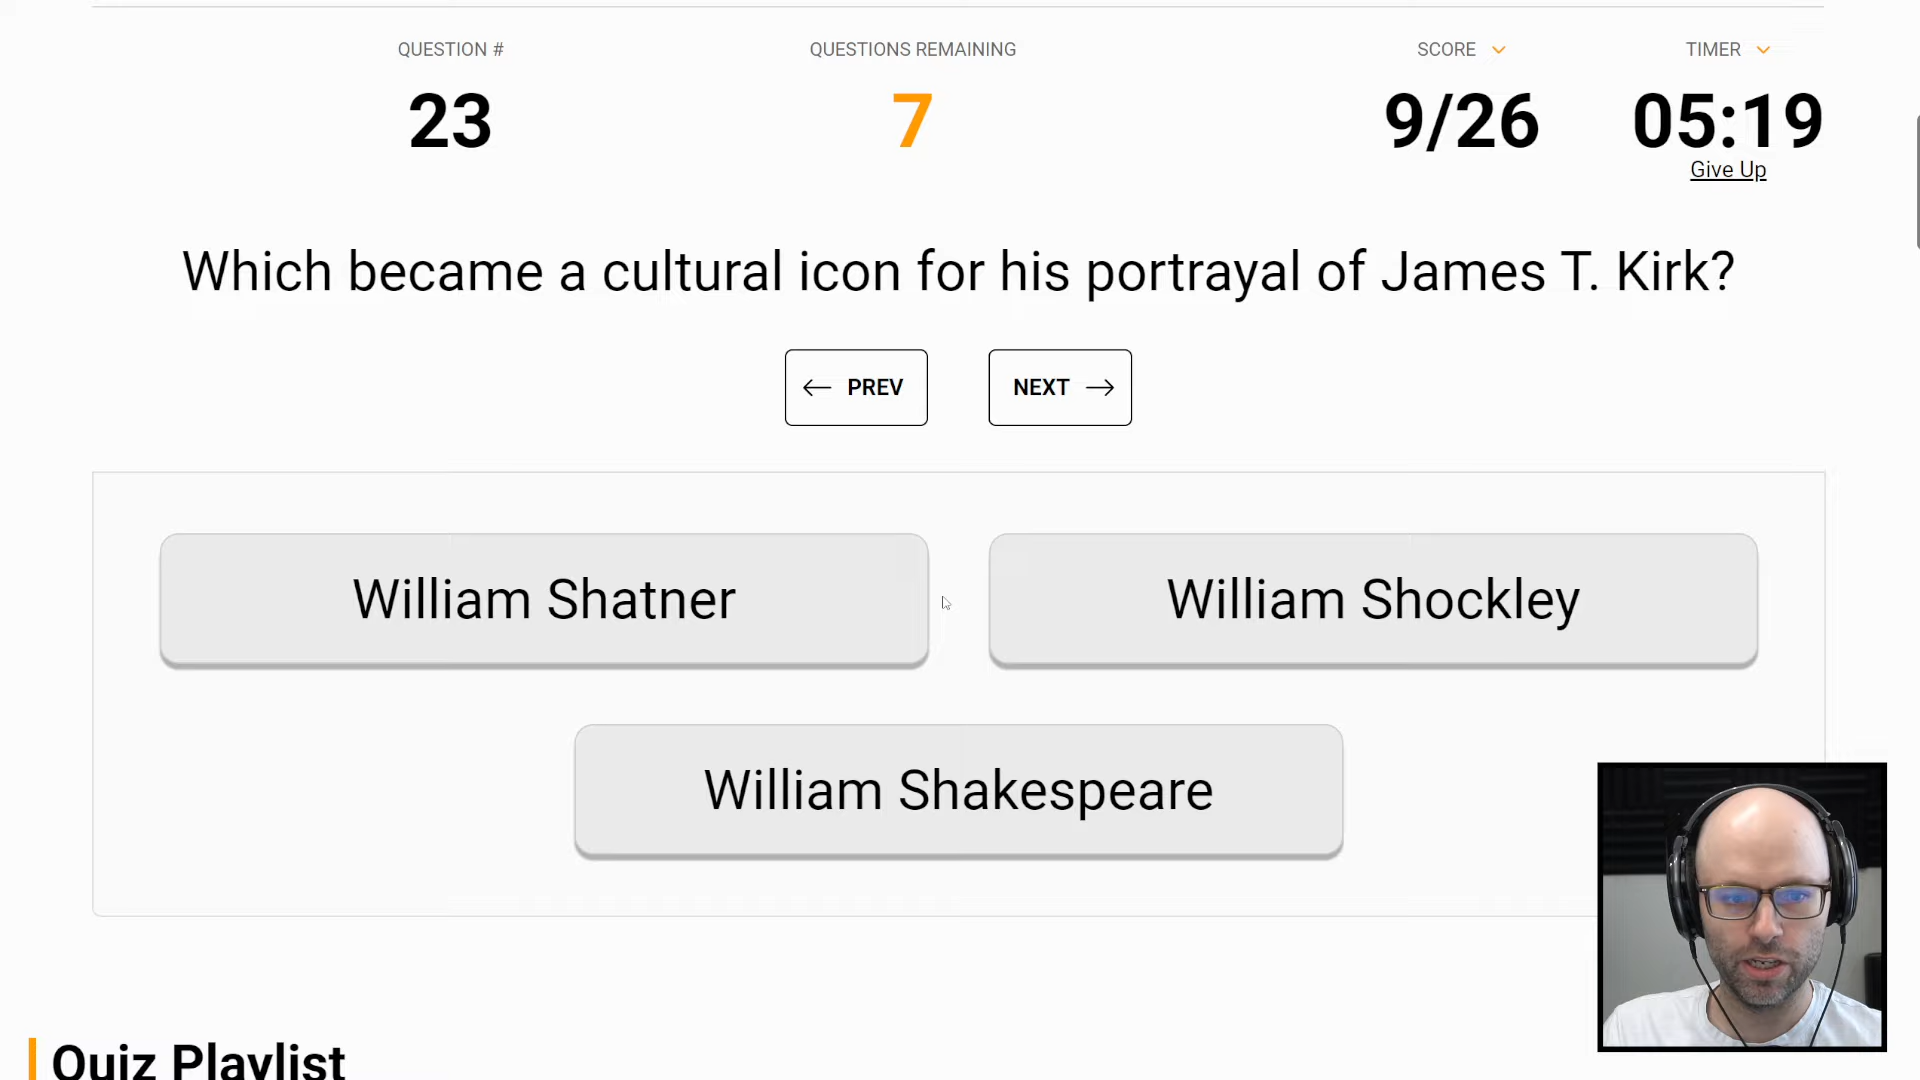 QUESTION #
23
QUESTIONS REMAINING
7
SCORE
9/26
TIMER
05:19
Give Up
Which became a cultural icon for his portrayal of James T. Kirk?
PREV
NEXT
William Shatner
William Shockley
William Shakespeare
Quiz Playlist